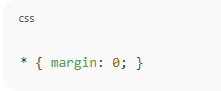 css
* { margin: 0; }